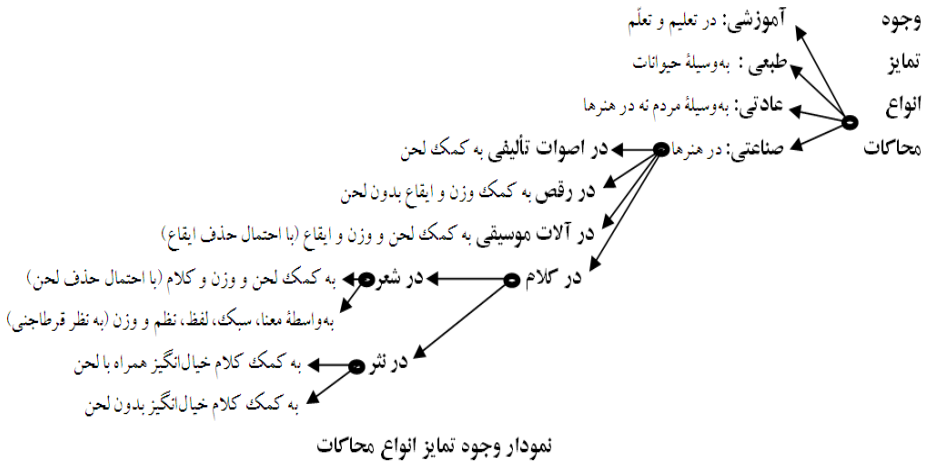 وجوه آموزشی: در تعلیم و تعلّم
تمایز طبعی : به‌وسیلهٔ حیوانات
انواع عادتی: به‌وسیلهٔ مردم نه در هنرها
محاکات صناعتی: در هنرها در اصوات تألیفی به کمک لحن
در رقص به کمک وزن و ایقاع بدون لحن
در آلات موسیقی به کمک لحن و وزن و ایقاع (با احتمال حذف ایقاع)
در کلام در شعر به کمک لحن و وزن و کلام (با احتمال حذف لحن)
به‌واسطهٔ معنا، سبک، لفظ، نظم و وزن (به نظر قرطاجنی)
در نثر به کمک کلام خیال‌انگیز همراه با لحن
به کمک کلام خیال‌انگیز بدون لحن
نمودار وجوه تمایز انواع محاکات